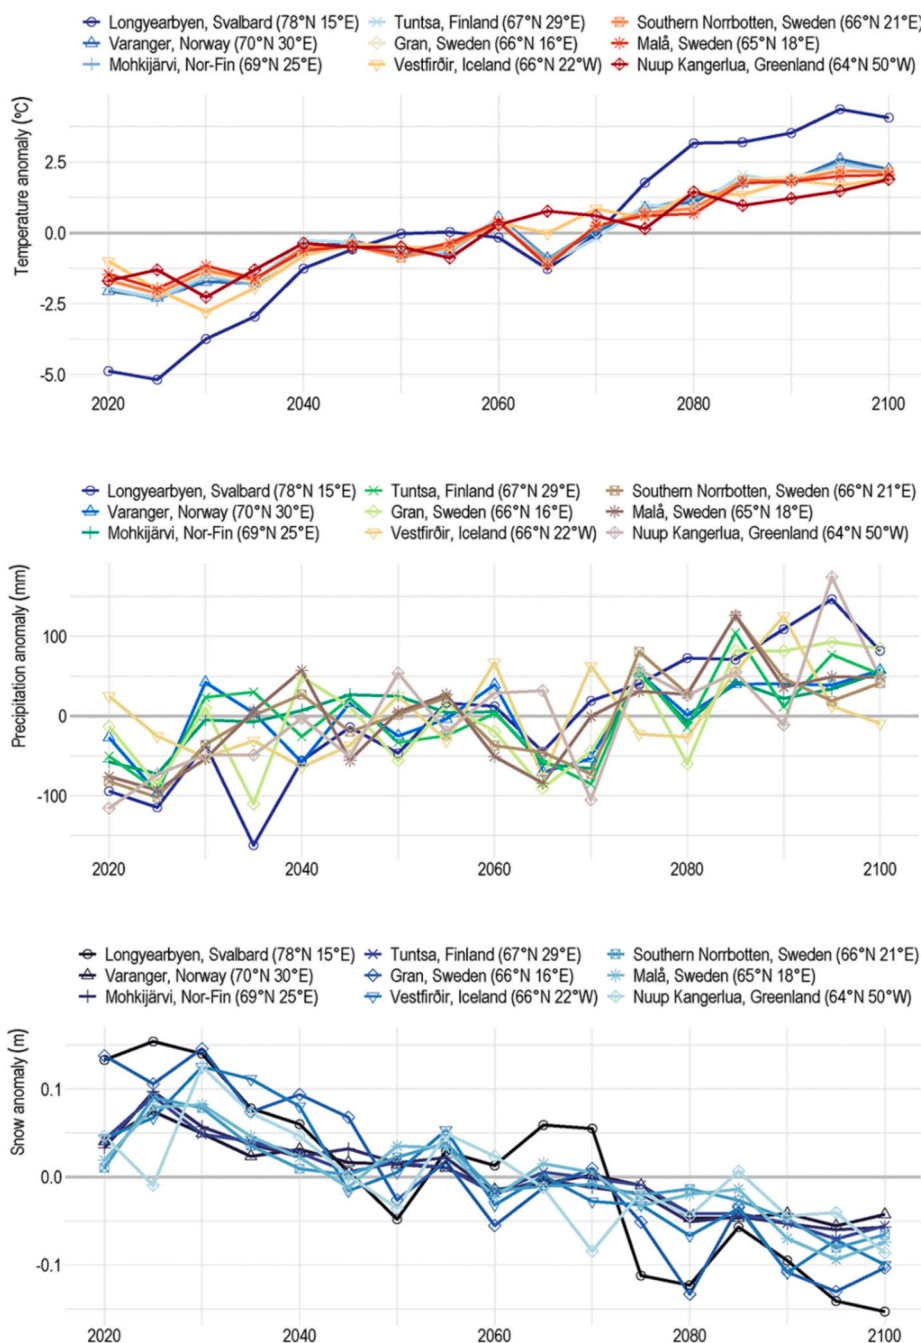 Longyearbyen, Svalbard (78°N 15°E) Tuntsa, Finland (67°N 29°E) Southern Norrbotten, Sweden (66°N 21°E)
Varanger, Norway (70°N 30°E) Gran, Sweden (66°N 16°E) Malå, Sweden (65°N 18°E)
Mohkijärvi, Nor-Fin (69°N 25°E) Vestfirðir, Iceland (66°N 22°W) Nuup Kangerlua, Greenland (64°N 50°W)
Temperature anomaly (°C)
2.5
0.0
-2.5
-5.0
2020 2040 2060 2080 2100
Longyearbyen, Svalbard (78°N 15°E) Tuntsa, Finland (67°N 29°E) Southern Norrbotten, Sweden (66°N 21°E)
Varanger, Norway (70°N 30°E) Gran, Sweden (66°N 16°E) Malå, Sweden (65°N 18°E)
Mohkijärvi, Nor-Fin (69°N 25°E) Vestfirðir, Iceland (66°N 22°W) Nuup Kangerlua, Greenland (64°N 50°W)
Precipitation anomaly (mm)
100
0
-100
2020 2040 2060 2080 2100
Longyearbyen, Svalbard (78°N 15°E) Tuntsa, Finland (67°N 29°E) Southern Norrbotten, Sweden (66°N 21°E)
Varanger, Norway (70°N 30°E) Gran, Sweden (66°N 16°E) Malå, Sweden (65°N 18°E)
Mohkijärvi, Nor-Fin (69°N 25°E) Vestfirðir, Iceland (66°N 22°W) Nuup Kangerlua, Greenland (64°N 50°W)
Snow anomaly (m)
0.1
0.0
-0.1
2020 2040 2060 2080 2100